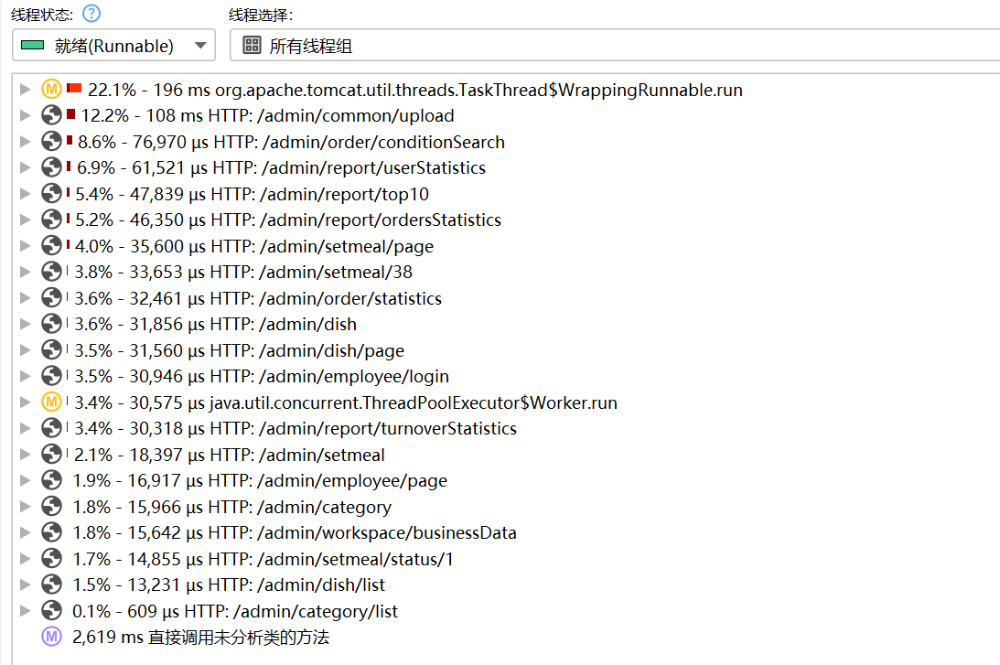 线程状态: ? 线程选择:
就绪(Runnable) 所有线程组
M 22.1% - 196 ms org.apache.tomcat.util.threads.TaskThread$WrappingRunnable.run
12.2% - 108 ms HTTP: /admin/common/upload
8.6% - 76,970 µs HTTP: /admin/order/conditionSearch
6.9% - 61,521 µs HTTP: /admin/report/userStatistics
5.4% - 47,839 µs HTTP: /admin/report/top10
5.2% - 46,350 µs HTTP: /admin/report/ordersStatistics
4.0% - 35,600 µs HTTP: /admin/setmeal/page
3.8% - 33,653 µs HTTP: /admin/setmeal/38
3.6% - 32,461 µs HTTP: /admin/order/statistics
3.6% - 31,856 µs HTTP: /admin/dish
3.5% - 31,560 µs HTTP: /admin/dish/page
3.5% - 30,946 µs HTTP: /admin/employee/login
M 3.4% - 30,575 µs java.util.concurrent.ThreadPoolExecutor$Worker.run
3.4% - 30,318 µs HTTP: /admin/report/turnoverStatistics
2.1% - 18,397 µs HTTP: /admin/setmeal
1.9% - 16,917 µs HTTP: /admin/employee/page
1.8% - 15,966 µs HTTP: /admin/category
1.8% - 15,642 µs HTTP: /admin/workspace/businessData
1.7% - 14,855 µs HTTP: /admin/setmeal/status/1
1.5% - 13,231 µs HTTP: /admin/dish/list
0.1% - 609 µs HTTP: /admin/category/list
M 2,619 ms 直接调用未分析类的方法